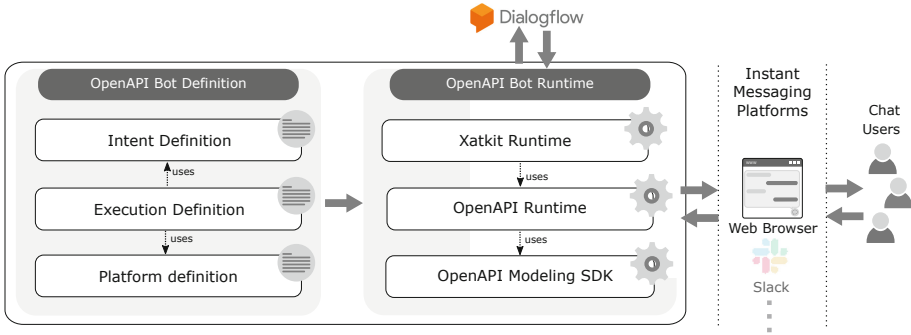 Dialogflow
OpenAPI Bot Definition
Intent Definition
uses
Execution Definition
uses
Platform definition
OpenAPI Bot Runtime
Xatkit Runtime
uses
OpenAPI Runtime
uses
OpenAPI Modeling SDK
Instant
Messaging
Platforms
www
Web Browser
Slack
Chat
Users